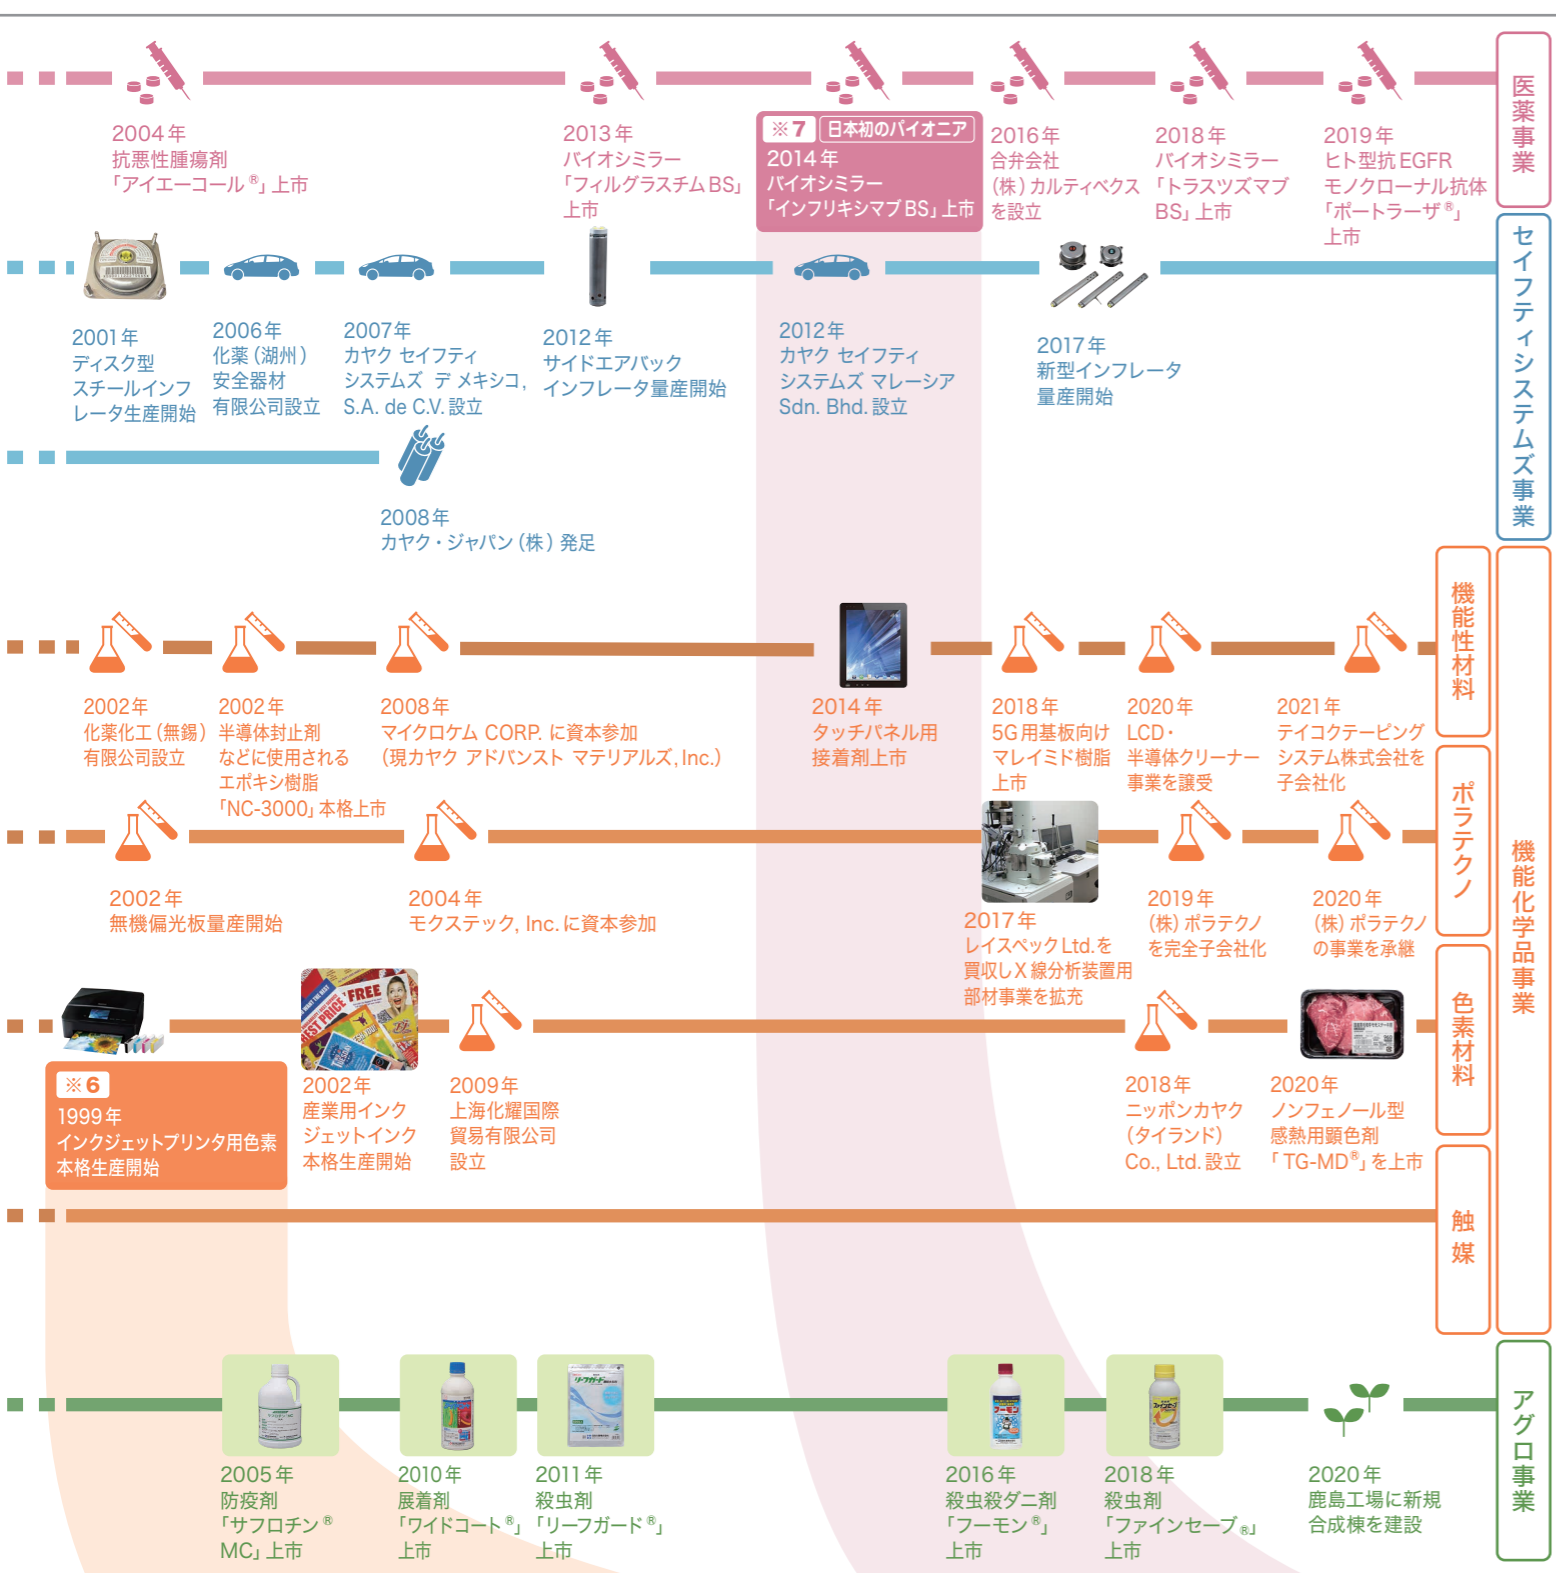 2004年
抗悪性腫瘍剤
「アイエーコール®」上市
2013年
バイオシミラー
「フィルグラスチムBS」
上市
※7 日本初のパイオニア
2014年
バイオシミラー
「インフリキシマブBS」上市
2016年
合弁会社
（株）カルティベクス
を設立
2018年
バイオシミラー
「トラスツズマブ
BS」上市
2019年
ヒト型抗EGFR
モノクローナル抗体
「ポートラーザ®」
上市
医薬事業
2001年
ディスク型
スチールインフ
レータ生産開始
2006年
化薬（湖州）
安全器材
有限公司設立
2007年
カヤク セイフティ
システムズ デ メキシコ,
S.A. de C.V. 設立
2012年
サイドエアバック
インフレータ量産開始
2012年
カヤク セイフティ
システムズ マレーシア
Sdn. Bhd. 設立
2017年
新型インフレータ
量産開始
2008年
カヤク・ジャパン（株）発足
セイフティシステムズ事業
2002年
化薬化工（無錫）
有限公司設立
2002年
半導体封止剤
などに使用される
エポキシ樹脂
「NC-3000」本格上市
2008年
マイクロケム CORP. に資本参加
（現カヤク アドバンスト マテリアルズ, Inc.）
2014年
タッチパネル用
接着剤上市
2018年
5G用基板向け
マレイミド樹脂
上市
2020年
LCD・
半導体クリーナー
事業を譲受
2021年
テイコクテーピング
システム株式会社を
子会社化
機能性材料
2002年
無機偏光板量産開始
2004年
モクステック, Inc.に資本参加
2017年
レイスペックLtd.を
買収しX線分析装置用
部材事業を拡充
2019年
（株）ポラテクノ
を完全子会社化
2020年
（株）ポラテクノ
の事業を承継
ポラテクノ
機能化学品事業
※6
1999年
インクジェットプリンタ用色素
本格生産開始
BEST PRICE
FREE
2002年
産業用インク
ジェットインク
本格生産開始
2009年
上海化耀国際
貿易有限公司
設立
2018年
ニッポンカヤク
（タイランド）
Co., Ltd. 設立
2020年
ノンフェノール型
感熱用顕色剤
「TG-MD®」を上市
色素材料
触媒
リーフガード
フーモン
ファインセーブ
2005年
防疫剤
「サフロチン®
MC」上市
2010年
展着剤
「ワイドコート®」
上市
2011年
殺虫剤
「リーフガード®」
上市
2016年
殺虫殺ダニ剤
「フーモン®」
上市
2018年
殺虫剤
「ファインセーブ®」
上市
2020年
鹿島工場に新規
合成棟を建設
アグロ事業